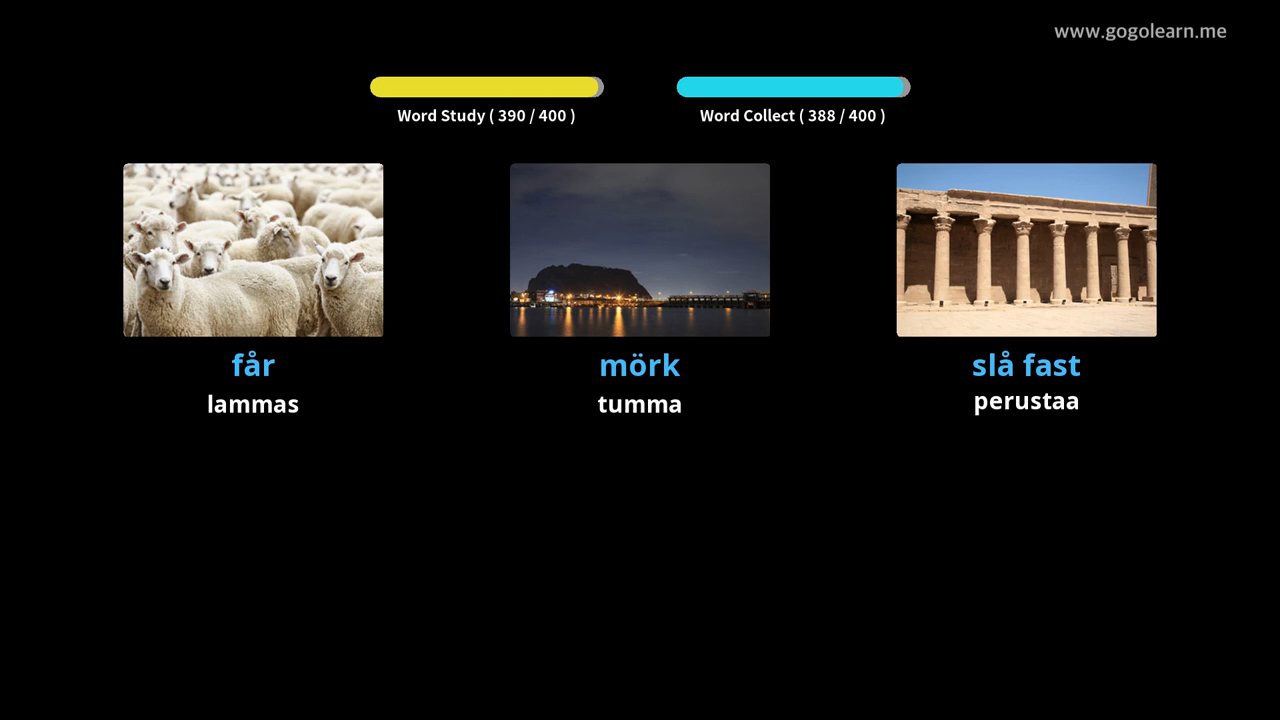 www.gogolearn.me
Word Study ( 390 / 400 )
Word Collect ( 388 / 400 )
får
lammas
mörk
tumma
slå fast
perustaa